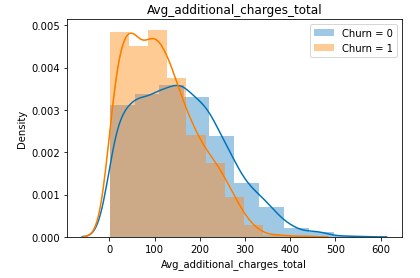 Avg_additional_charges_total
Churn = 0
Churn = 1
0.005
0.004
0.003
0.002
0.001
0.000
Density
0
100
200
300
400
500
600
Avg_additional_charges_total